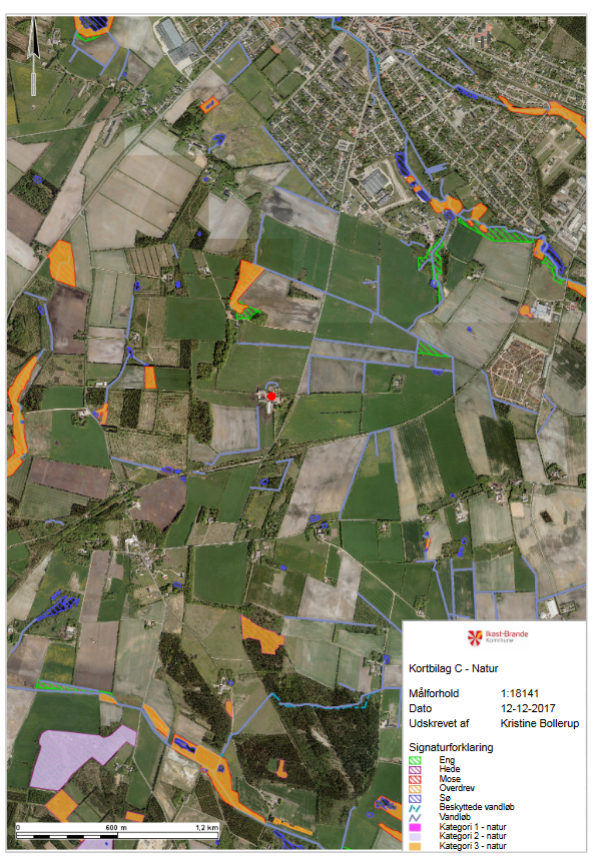 0 600 m 1,2 km
Ikast-Brande
Kommune
Kortbilag C - Natur
Målforhold 1:18141
Dato 12-12-2017
Udskrevet af Kristine Bollerup
Signaturforklaring
Eng
Hede
Mose
Overdrev
Sø
Beskyttede vandløb
Vandløb
Kategori 1 - natur
Kategori 2 - natur
Kategori 3 - natur